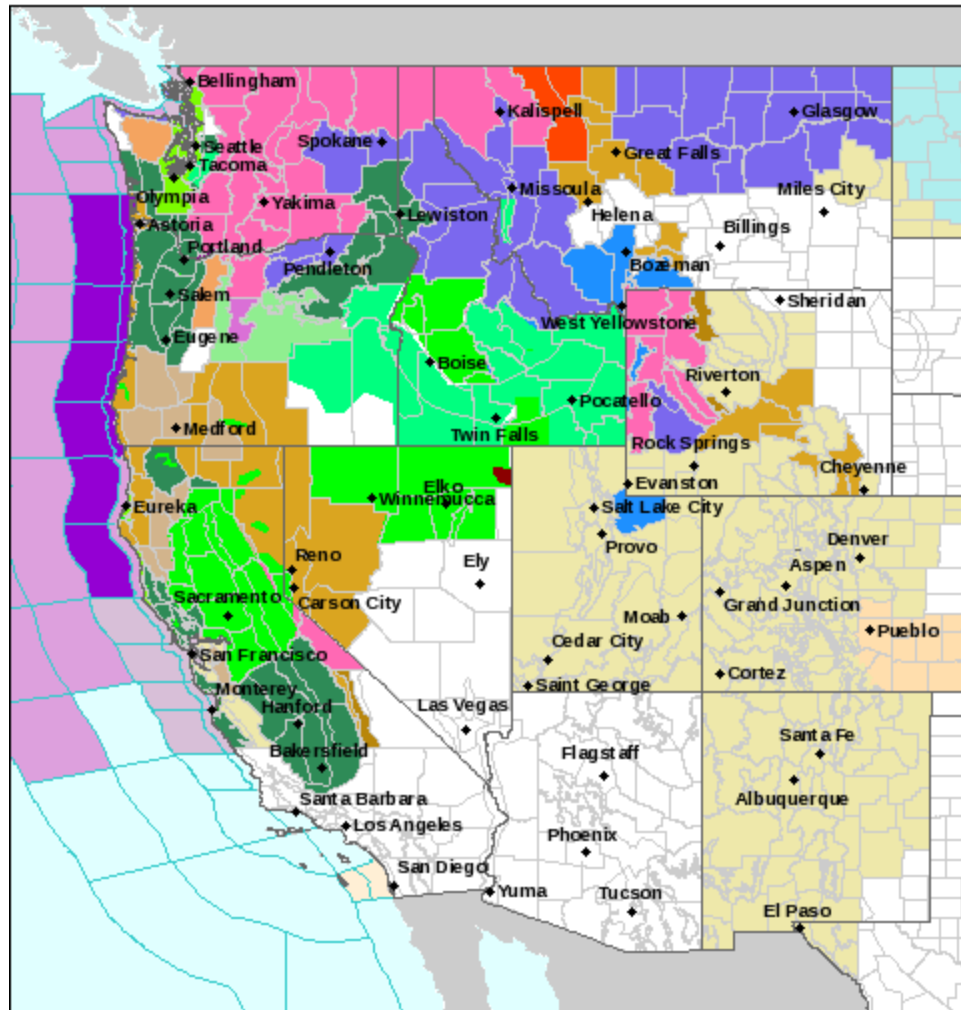 Bellingham
Kalispell
Glasgow
Seattle
Spokane
Great Falls
Tacoma
Olympia
Missoula
Miles City
Yakima
Lewiston
Helena
Astoria
Billings
Portland
Pendleton
Bozeman
Salem
West Yellowstone
Sheridan
Eugene
Boise
Riverton
Pocatello
Medford
Twin Falls
Rock Springs
Cheyenne
Elko
Evanston
Winnemucca
Eureka
Salt Lake City
Provo
Denver
Reno
Ely
Aspen
Sacramento
Carson City
Grand Junction
Moab
Pueblo
San Francisco
Cedar City
Cortez
Monterey
Saint George
Hanford
Las Vegas
Santa Fe
Bakersfield
Flagstaff
Albuquerque
Santa Barbara
Los Angeles
Phoenix
San Diego
Yuma
Tucson
El Paso